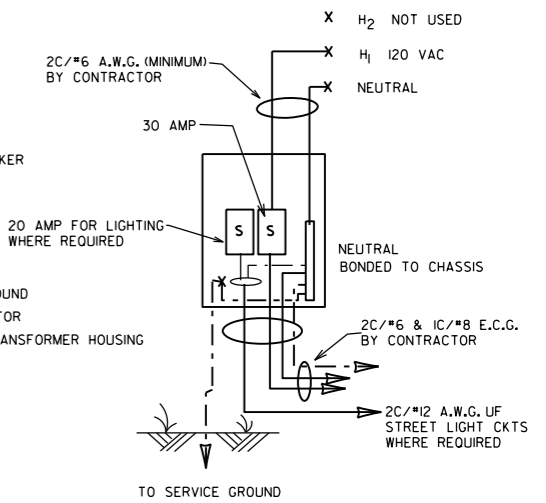 X H2 NOT USED
2C/#6 A.W.G. (MINIMUM)
BY CONTRACTOR
X H1 120 VAC
X NEUTRAL
30 AMP
KER
20 AMP FOR LIGHTING
WHERE REQUIRED
S S
NEUTRAL
BONDED TO CHASSIS
X
OUND
TOR
ANSFORMER HOUSING
2C/#6 & 1C/#8 E.C.G.
BY CONTRACTOR
2C/#12 A.W.G. UF
STREET LIGHT CKTS
WHERE REQUIRED
TO SERVICE GROUND